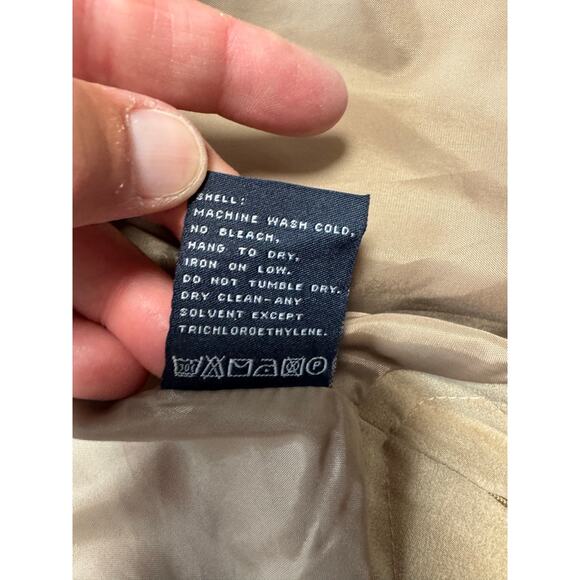 SHELL:
MACHINE WASH COLD,
NO BLEACH,
HANG TO DRY,
IRON ON LOW.
DO NOT TUMBLE DRY.
DRY CLEAN-ANY
SOLVENT EXCEPT
TRICHLOROETHYLENE.
30° P